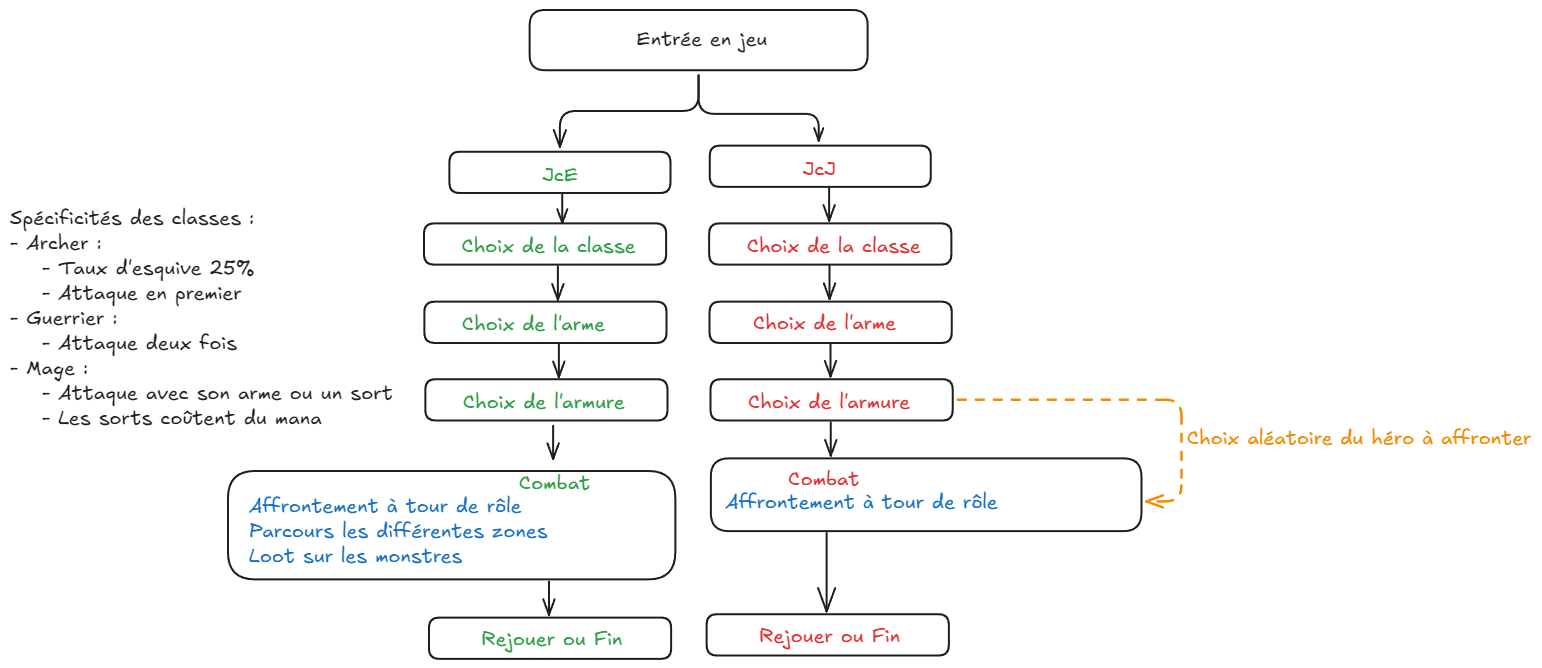 Entrée en jeu
JcE
JcJ
Spécificités des classes :
- Archer :
- Taux d'esquive 25%
- Attaque en premier
- Guerrier :
- Attaque deux fois
- Mage :
- Attaque avec son arme ou un sort
- Les sorts coûtent du mana
Choix de la classe
Choix de l'arme
Choix de l'armure
Combat
Affrontement à tour de rôle
Parcours les différentes zones
Loot sur les monstres
Rejouer ou Fin
Choix de la classe
Choix de l'arme
Choix de l'armure
Choix aléatoire du héro à affronter
Combat
Affrontement à tour de rôle
Rejouer ou Fin